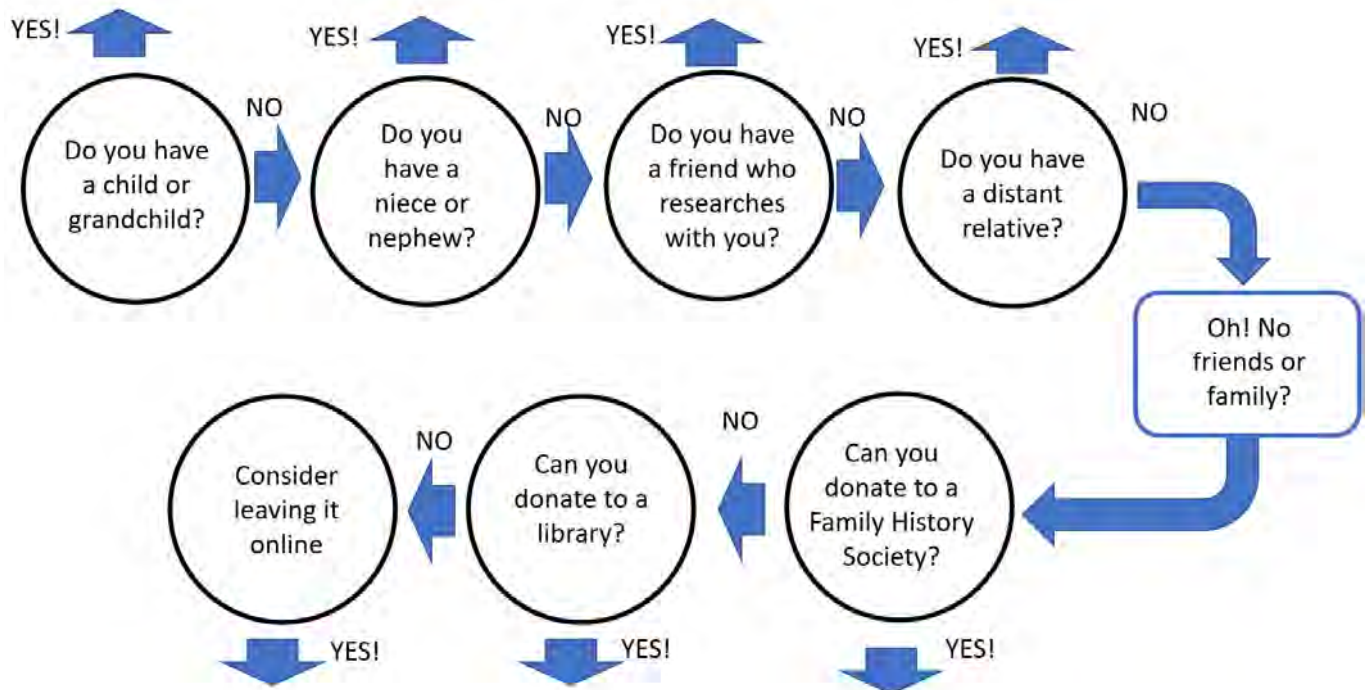 YES!
Do you have
a child or
grandchild?
NO
YES!
Do you
have a
niece or
nephew?
NO
YES!
Do you have
a friend who
researches
with you?
NO
YES!
Do you have
a distant
relative?
NO
Oh! No
friends or
family?
Can you
donate to a
Family History
Society?
YES!
NO
Can you
donate to a
library?
YES!
NO
Consider
leaving it
online
YES!